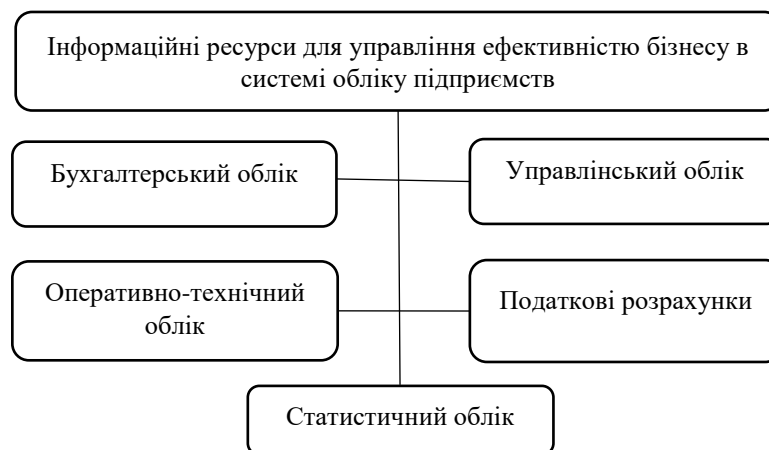 Інформаційні ресурси для управління ефективністю бізнесу в
системі обліку підприємств
Бухгалтерський облік
Управлінський облік
Оперативно-технічний
облік
Податкові розрахунки
Статистичний облік